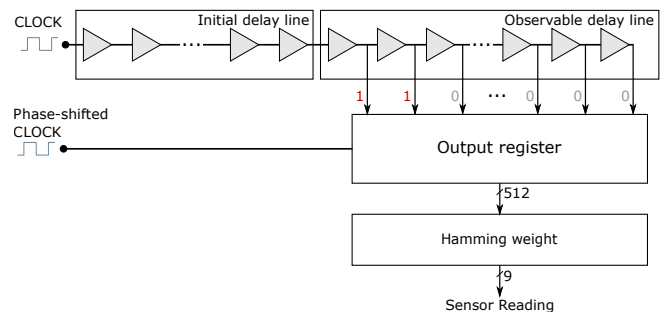 CLOCK
Initial delay line
Observable delay line
...
...
1 1 0 ... 0 0 0
Phase-shifted
CLOCK
Output register
512
Hamming weight
9
Sensor Reading